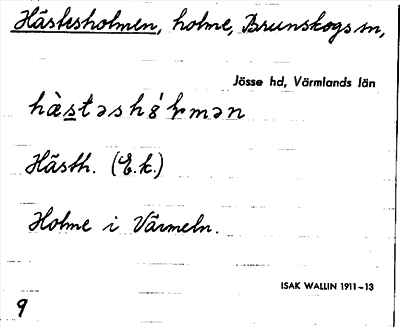 Hästesholmen, holme, Brunskogs sn,
Jösse hd, Värmlands län
Hästh. (E.k.)
Holme i Värmeln.
ISAK WALLIN 1911–13
9